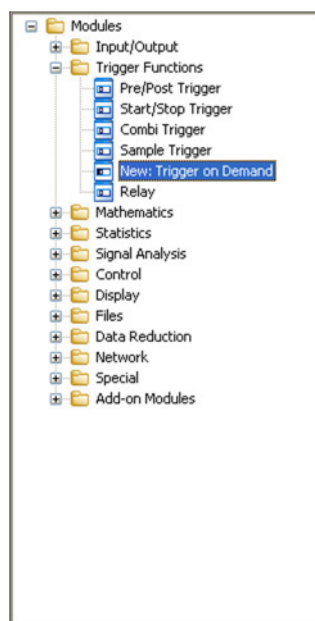 Modules
Input/Output
Trigger Functions
Pre/Post Trigger
Start/Stop Trigger
Combi Trigger
Sample Trigger
New: Trigger on Demand
Relay
Mathematics
Statistics
Signal Analysis
Control
Display
Files
Data Reduction
Network
Special
Add-on Modules